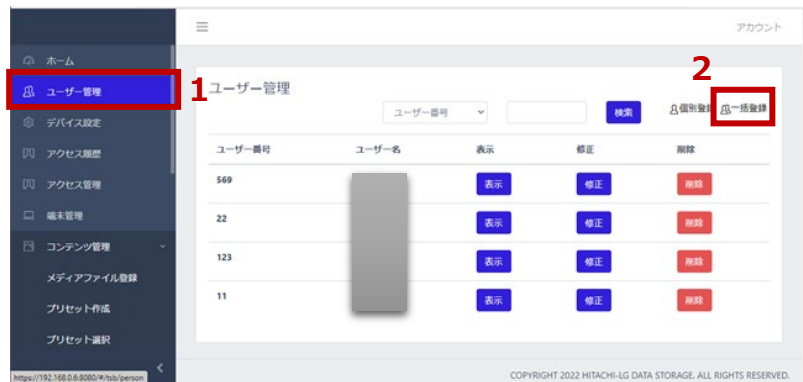 アカウント
ホーム
ユーザー管理
デバイス設定
アクセス履歴
アクセス管理
端末管理
コンテンツ管理
メディアファイル登録
プリセット作成
プリセット選択
https://192.168.0.6:8080/#/tsb/person
1
2
ユーザー管理
ユーザー番号 検索 個別登録 一括登録
ユーザー番号 ユーザー名 表示 修正 削除
569 表示 修正 削除
22 表示 修正 削除
123 表示 修正 削除
11 表示 修正 削除
COPYRIGHT 2022 HITACHI-LG DATA STORAGE. ALL RIGHTS RESERVED.